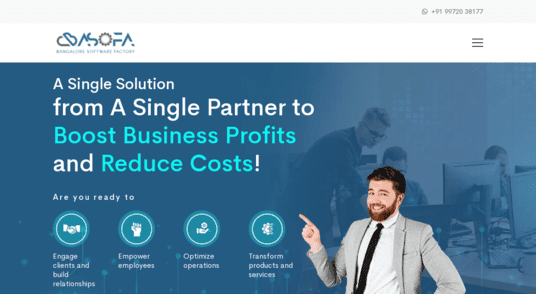 +91 99720 38177
BASOFA
BANGALORE SOFTWARE FACTORY
A Single Solution
from A Single Partner to
Boost Business Profits
and Reduce Costs!
Are you ready to
Engage clients and build relationships
Empower employees
Optimize operations
Transform products and services